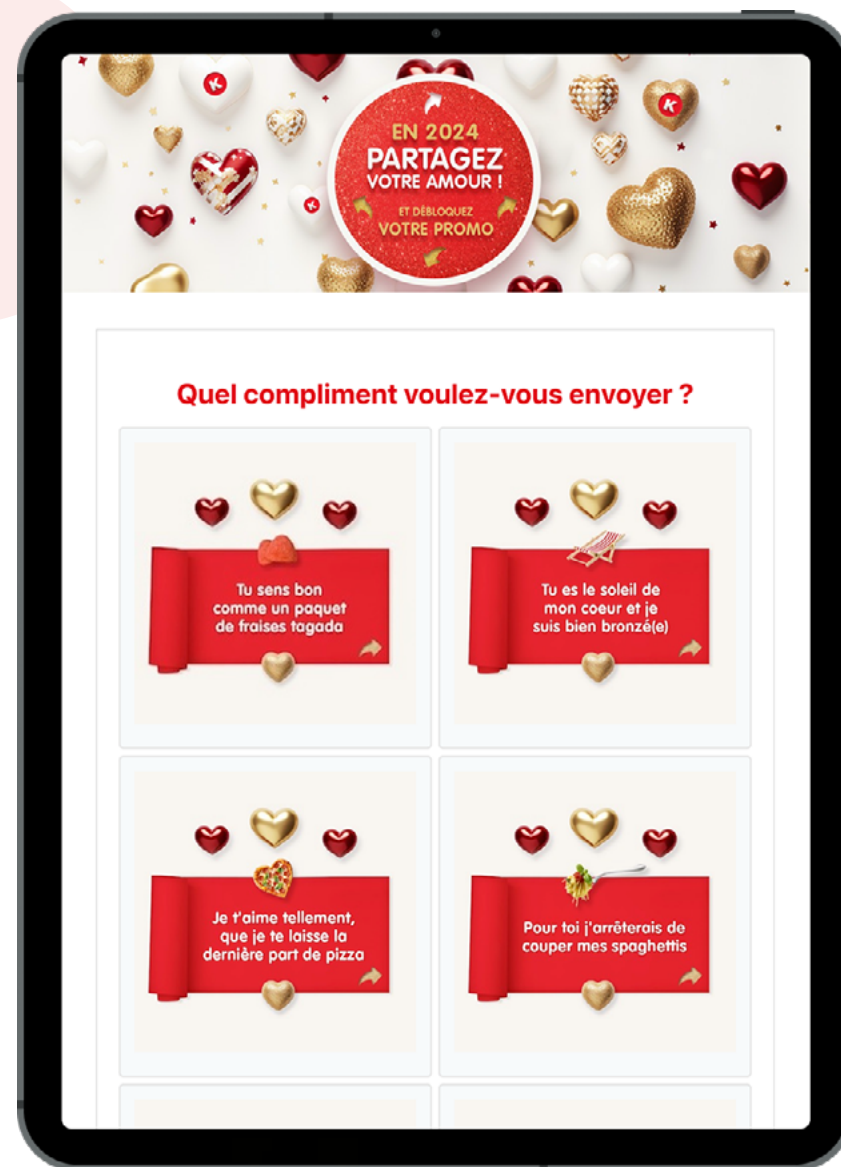 K
K
K
EN 2024
PARTAGEZ
VOTRE AMOUR !
ET DÉBLOQUEZ
VOTRE PROMO
Quel compliment voulez-vous envoyer ?
Tu sens bon
comme un paquet
de fraises tagada
Tu es le soleil de
mon coeur et je
suis bien bronzé(e)
Je t'aime tellement,
que je te laisse la
dernière part de pizza
Pour toi j'arrêterais de
couper mes spaghettis